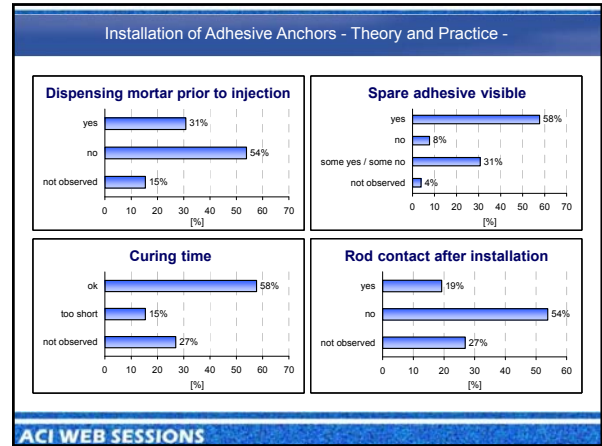 Installation of Adhesive Anchors - Theory and Practice -
Dispensing mortar prior to injection
yes 31%
no 54%
not observed 15%
0 10 20 30 40 50 60 70
[%]
Spare adhesive visible
yes 58%
no 8%
some yes / some no 31%
not observed 4%
0 10 20 30 40 50 60 70
[%]
Curing time
ok 58%
too short 15%
not observed 27%
0 10 20 30 40 50 60 70
[%]
Rod contact after installation
yes 19%
no 54%
not observed 27%
0 10 20 30 40 50 60
[%]
ACI WEB SESSIONS